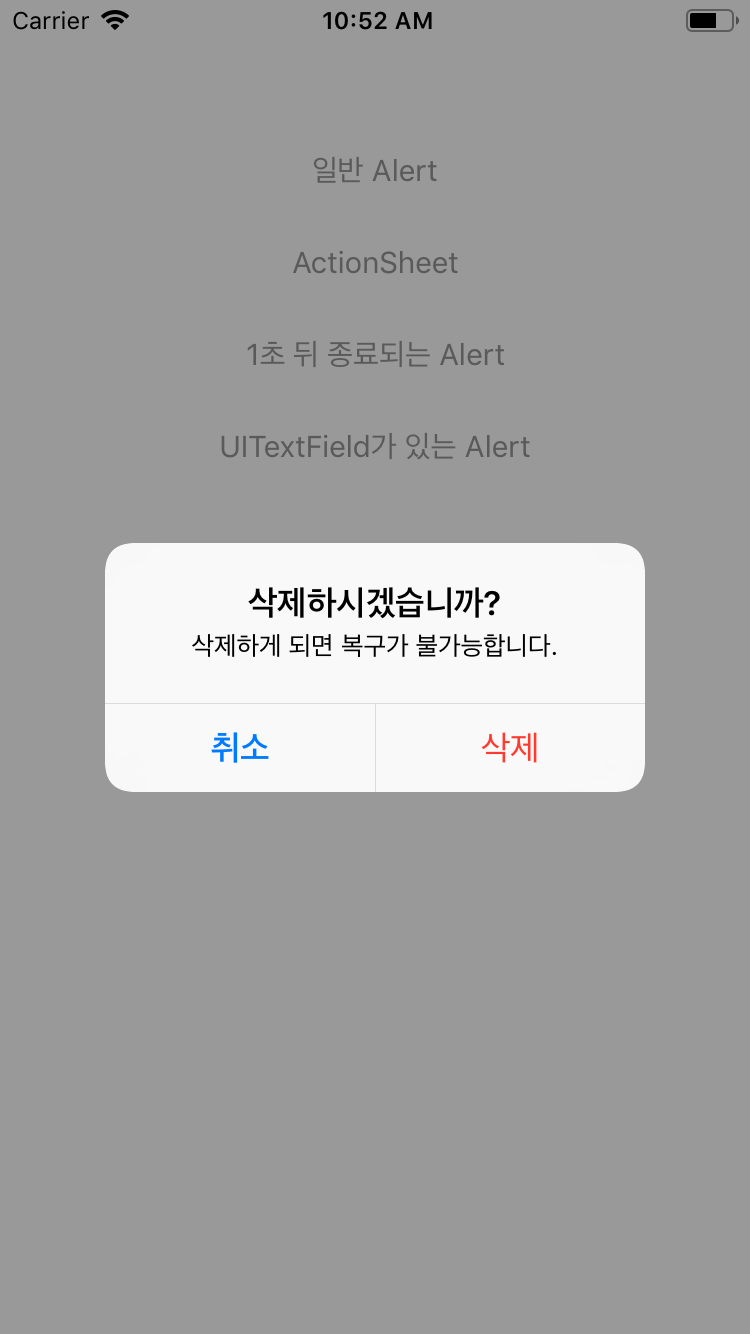 Carrier 10:52 AM
일반 Alert
ActionSheet
1초 뒤 종료되는 Alert
UITextField가 있는 Alert
삭제하시겠습니까?
삭제하게 되면 복구가 불가능합니다.
취소 삭제